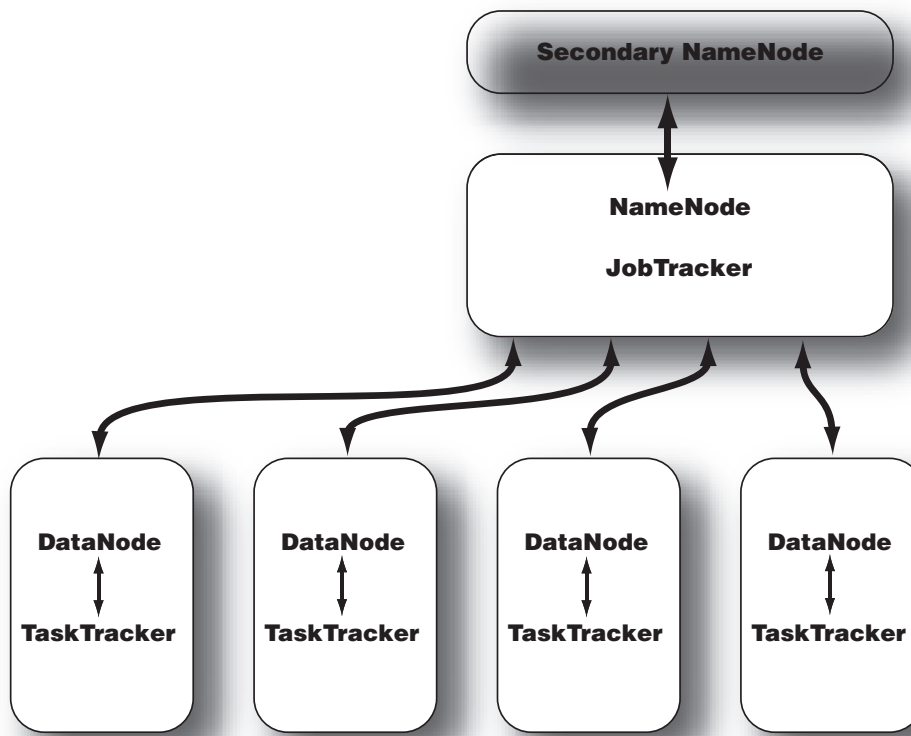 Secondary NameNode
NameNode
JobTracker
DataNode
TaskTracker
DataNode
TaskTracker
DataNode
TaskTracker
DataNode
TaskTracker